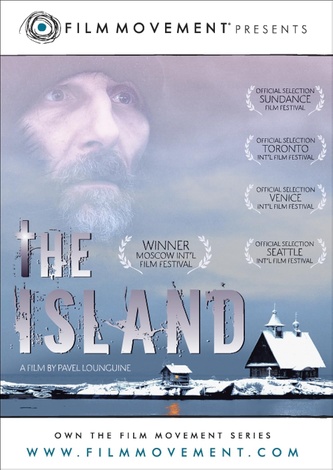 FILM MOVEMENT® PRESENTS
OFFICIAL SELECTION
SUNDANCE
FILM FESTIVAL
OFFICIAL SELECTION
TORONTO
INT'L FILM FESTIVAL
OFFICIAL SELECTION
VENICE
INT'L FILM FESTIVAL
WINNER
MOSCOW INT'L
FILM FESTIVAL
OFFICIAL SELECTION
SEATTLE
INT'L FILM FESTIVAL
THE
ISLAND
A FILM BY PAVEL LOUNGUINE
OWN THE FILM MOVEMENT SERIES
WWW.FILMMOVEMENT.COM